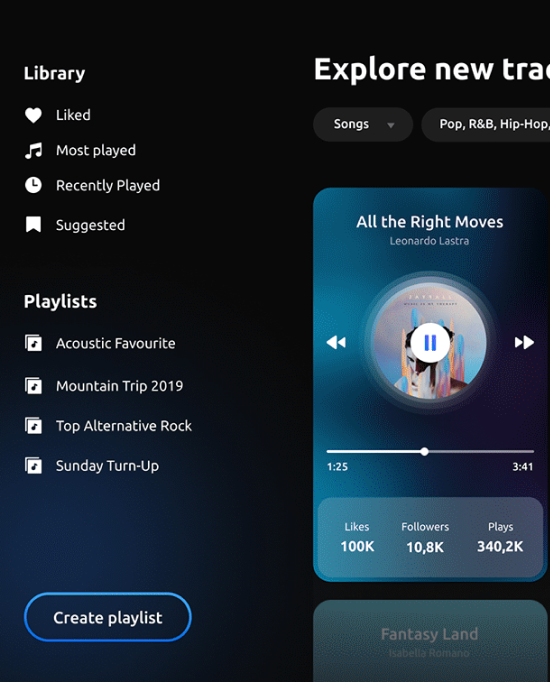 Library
Liked
Most played
Recently Played
Suggested
Playlists
Acoustic Favourite
Mountain Trip 2019
Top Alternative Rock
Sunday Turn-Up
Create playlist
Explore new
Songs
Pop, R&B, Hip-Hop,
All the Right Moves
Leonardo Lastra
1:25
3:41
Likes
Followers
Plays
100K
10,8K
340,2K
Fantasy Land
Isabella Romano